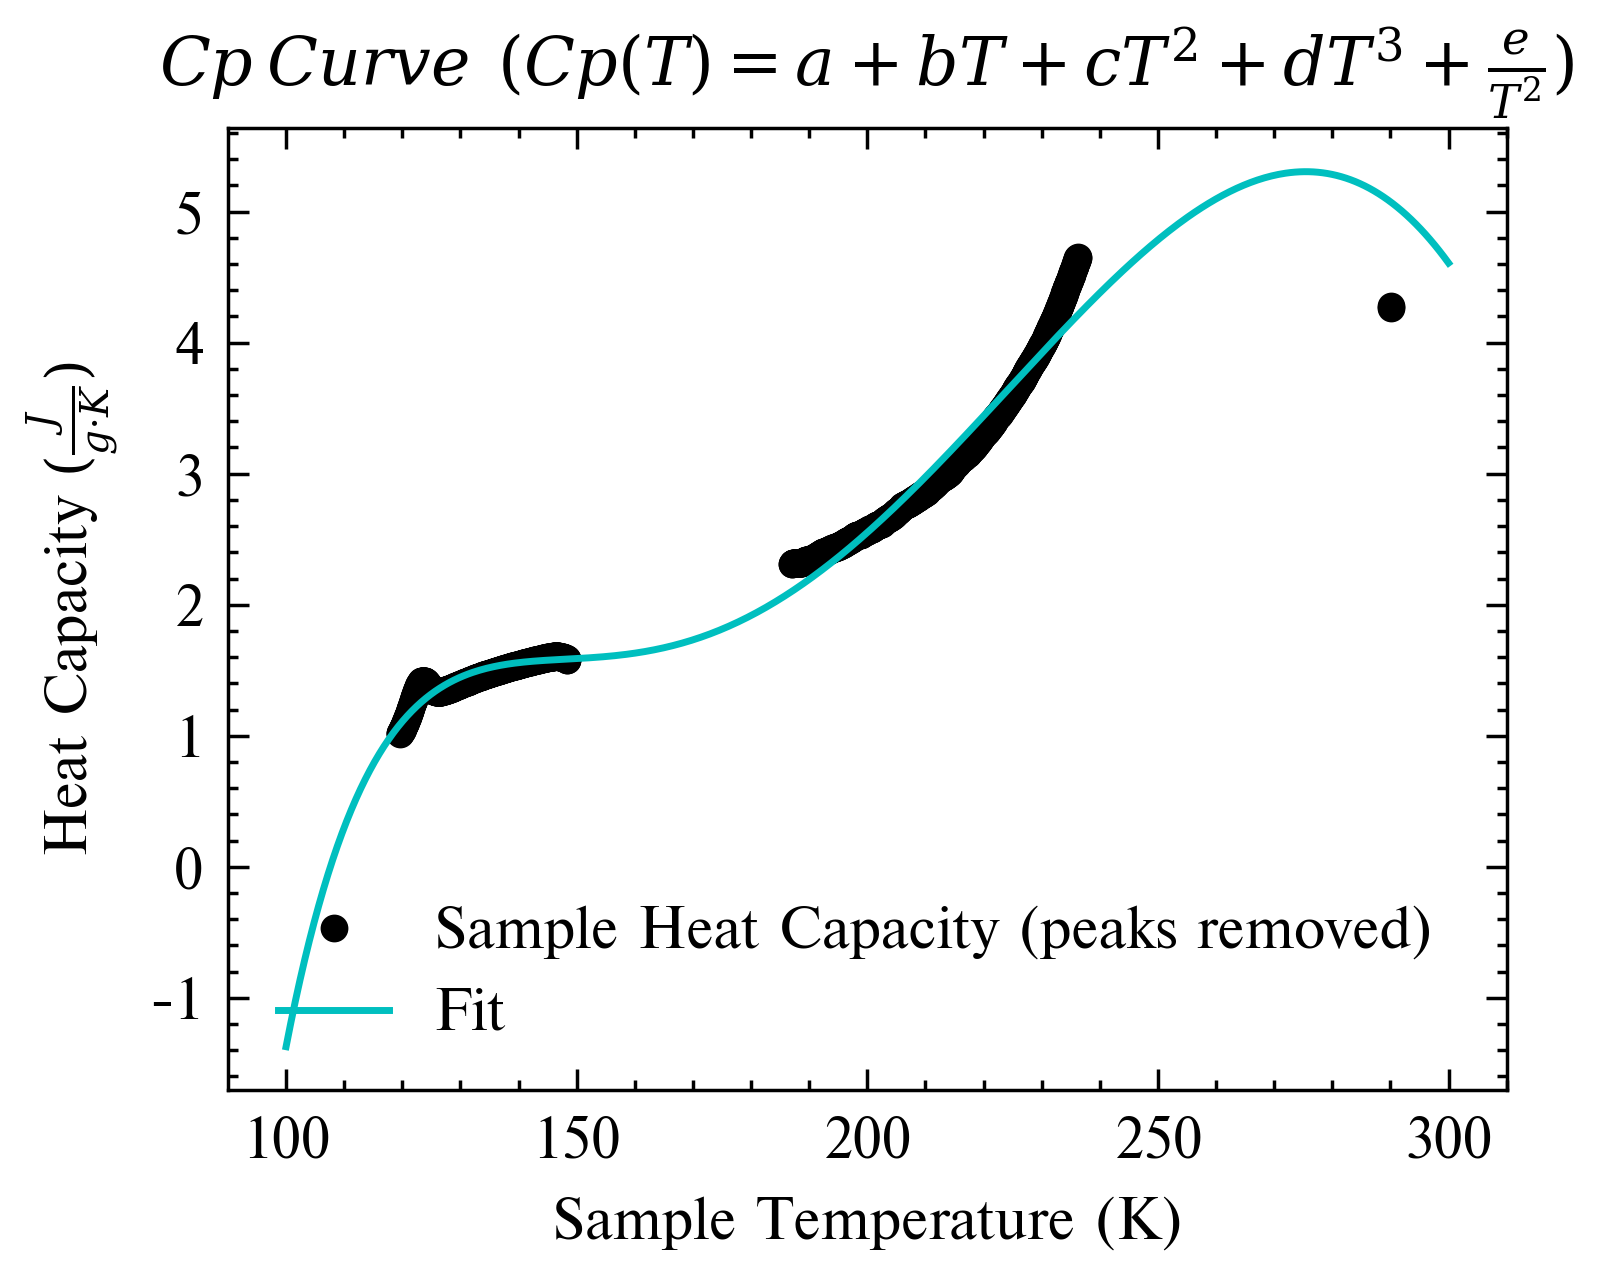 Cp Curve (Cp(T) = a + bT + cT² + dT³ + e/T²)
Heat Capacity (J/g·K)
5
4
3
2
1
0
-1
Sample Heat Capacity (peaks removed)
Fit
100 150 200 250 300
Sample Temperature (K)